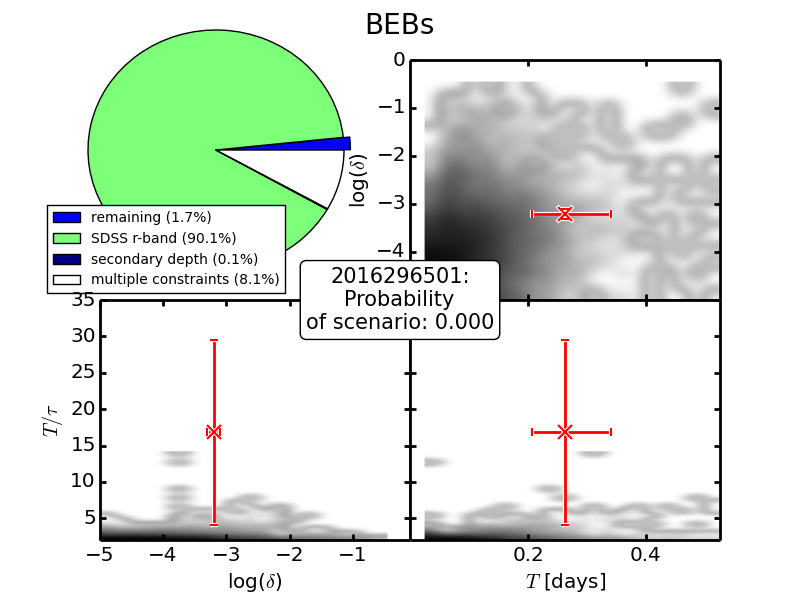 BEBs
remaining (1.7%)
SDSS r-band (90.1%)
secondary depth (0.1%)
multiple constraints (8.1%)
log(δ)
0
−1
−2
−3
−4
2016296501:
Probability
of scenario: 0.000
T/τ
35
30
25
20
15
10
5
−5 −4 −3 −2 −1
log(δ)
0.2 0.4
T [days]